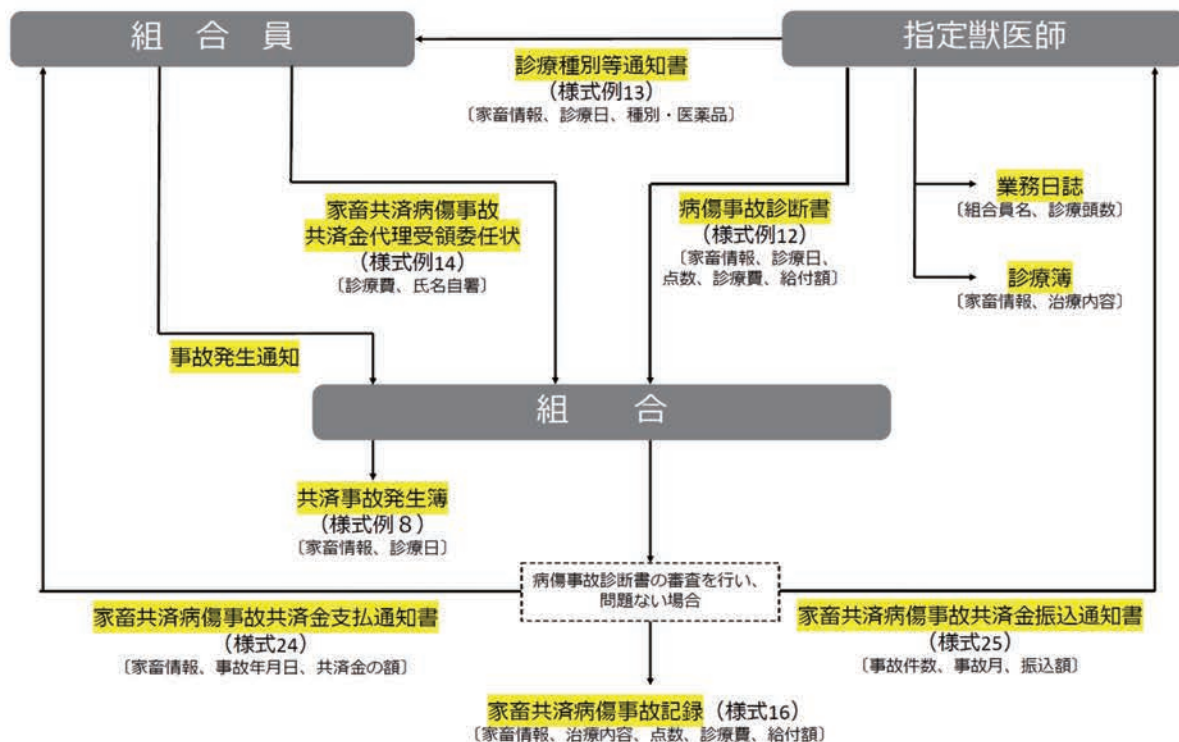 組合員
指定獣医師
診療種別等通知書
（様式例13）
〔家畜情報、診療日、種別・医薬品〕
家畜共済病傷事故
共済金代理受領委任状
（様式例14）
〔診療費、氏名自署〕
病傷事故診断書
（様式例12）
〔家畜情報、診療日、
点数、診療費、給付額〕
業務日誌
〔組合員名、診療頭数〕
診療簿
〔家畜情報、治療内容〕
事故発生通知
組　合
共済事故発生簿
（様式例８）
〔家畜情報、診療日〕
病傷事故診断書の審査を行い、
問題ない場合
家畜共済病傷事故共済金支払通知書
（様式24）
〔家畜情報、事故年月日、共済金の額〕
家畜共済病傷事故共済金振込通知書
（様式25）
〔事故件数、事故月、振込額〕
家畜共済病傷事故記録（様式16）
〔家畜情報、治療内容、点数、診療費、給付額〕